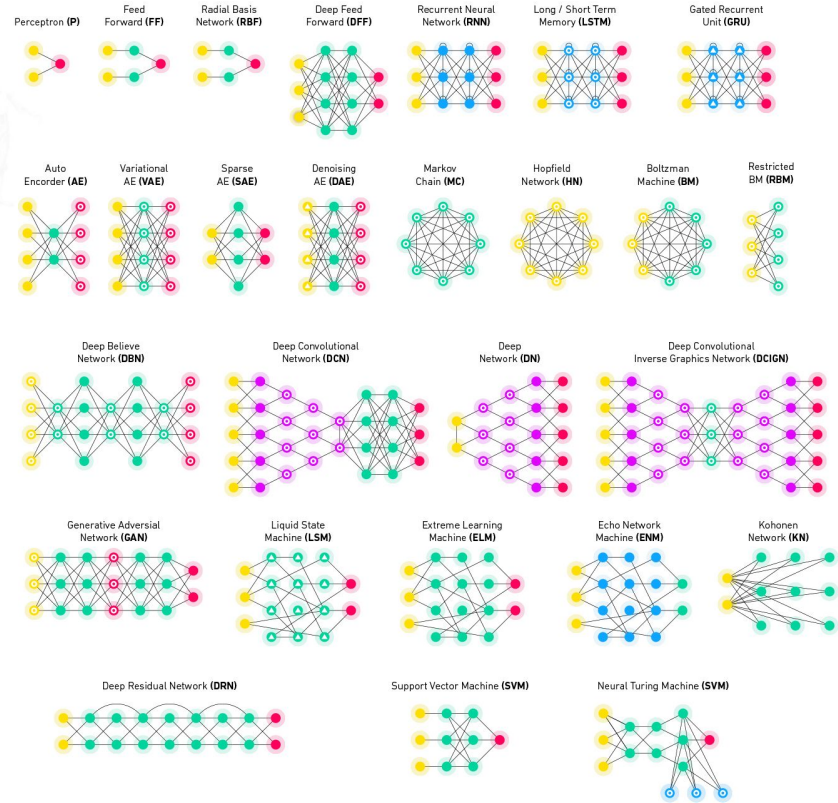 Perceptron (P)
Feed
Forward (FF)
Radial Basis
Network (RBF)
Deep Feed
Forward (DFF)
Recurrent Neural
Network (RNN)
Long / Short Term
Memory (LSTM)
Gated Recurrent
Unit (GRU)
Auto
Encorder (AE)
Variational
AE (VAE)
Sparse
AE (SAE)
Denoising
AE (DAE)
Markov
Chain (MC)
Hopfield
Network (HN)
Boltzman
Machine (BM)
Restricted
BM (RBM)
Deep Believe
Network (DBN)
Deep Convolutional
Network (DCN)
Deep
Network (DN)
Deep Convolutional
Inverse Graphics Network (DCIGN)
Generative Adversial
Network (GAN)
Liquid State
Machine (LSM)
Extreme Learning
Machine (ELM)
Echo Network
Machine (ENM)
Kohonen
Network (KN)
Deep Residual Network (DRN)
Support Vector Machine (SVM)
Neural Turing Machine (SVM)